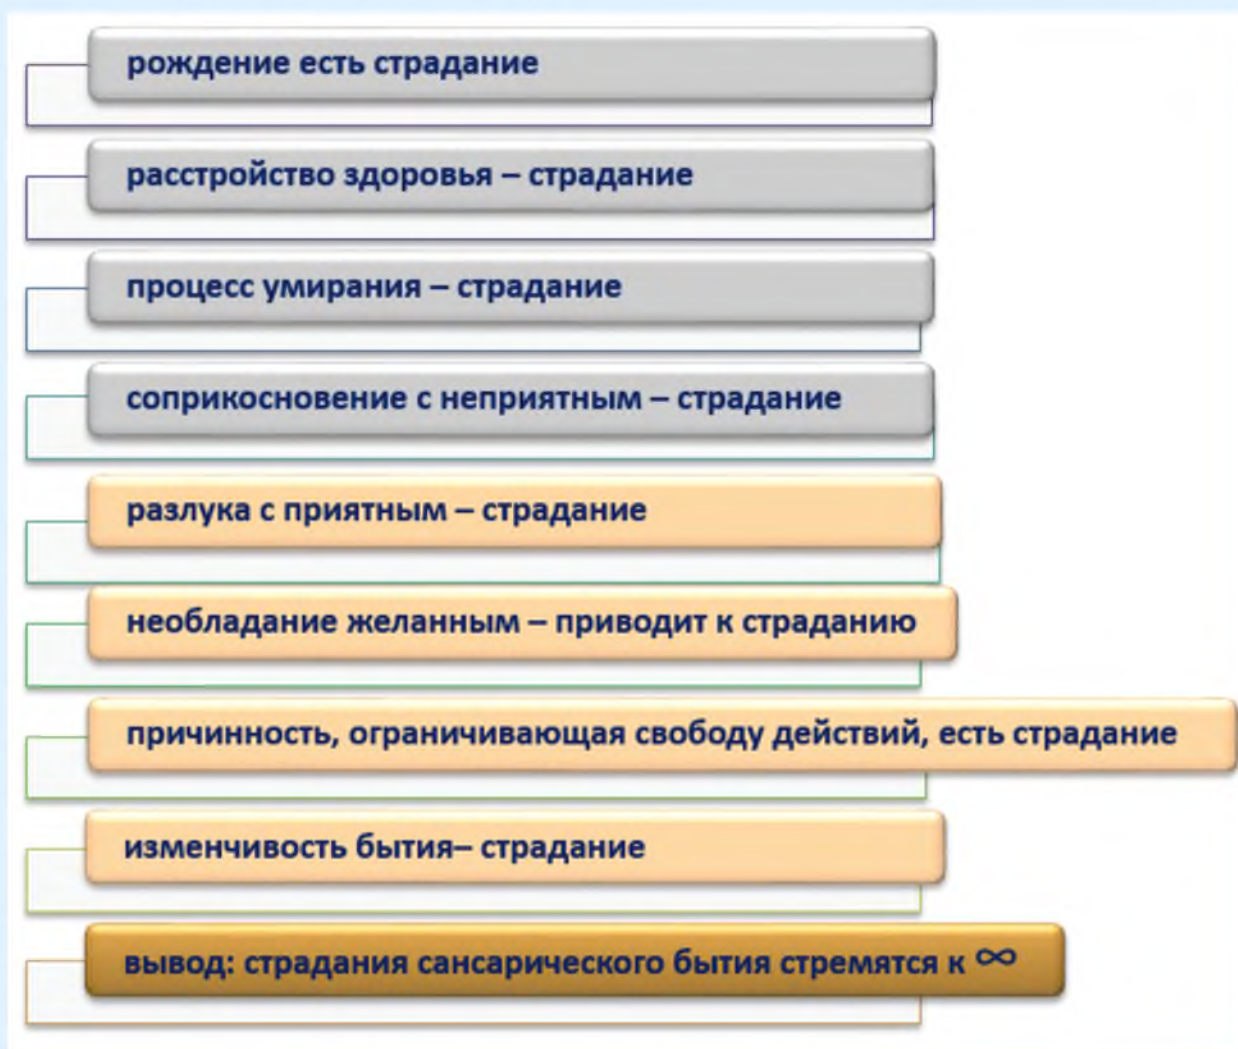 рождение есть страдание
расстройство здоровья – страдание
процесс умирания – страдание
соприкосновение с неприятным – страдание
разлука с приятным – страдание
необладание желанным – приводит к страданию
причинность, ограничивающая свободу действий, есть страдание
изменчивость бытия– страдание
вывод: страдания сансарического бытия стремятся к ∞